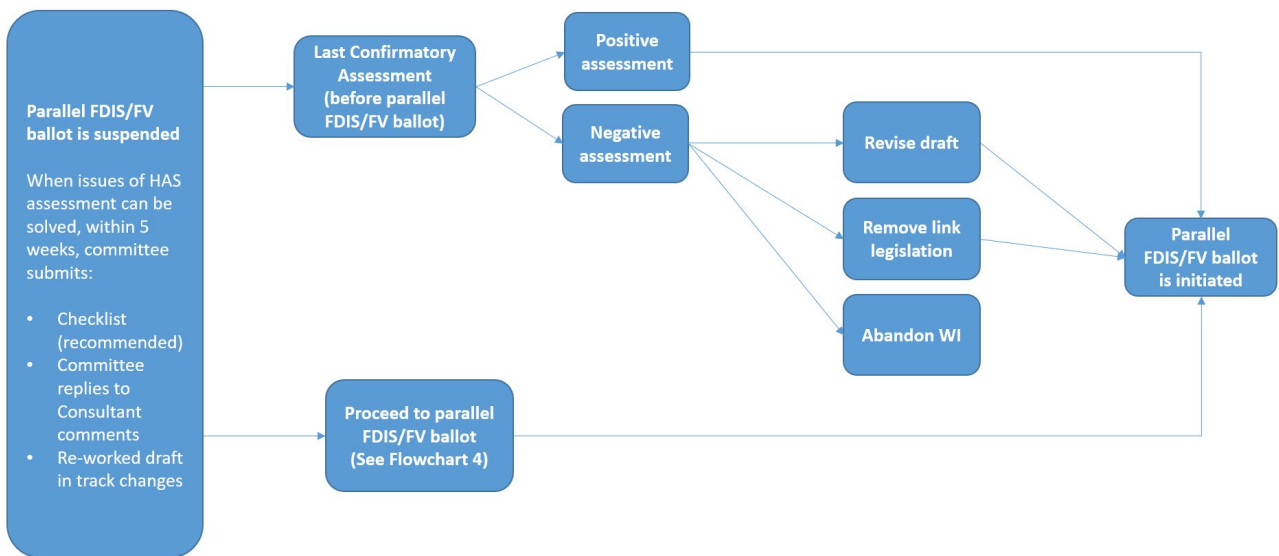 Parallel FDIS/FV
ballot is suspended
When issues of HAS
assessment can be
solved, within 5
weeks, committee
submits:
• Checklist
(recommended)
• Committee
replies to
Consultant
comments
• Re-worked draft
in track changes
Last Confirmatory
Assessment
(before parallel
FDIS/FV ballot)
Positive
assessment
Negative
assessment
Revise draft
Remove link
legislation
Abandon WI
Proceed to parallel
FDIS/FV ballot
(See Flowchart 4)
Parallel
FDIS/FV ballot
is initiated